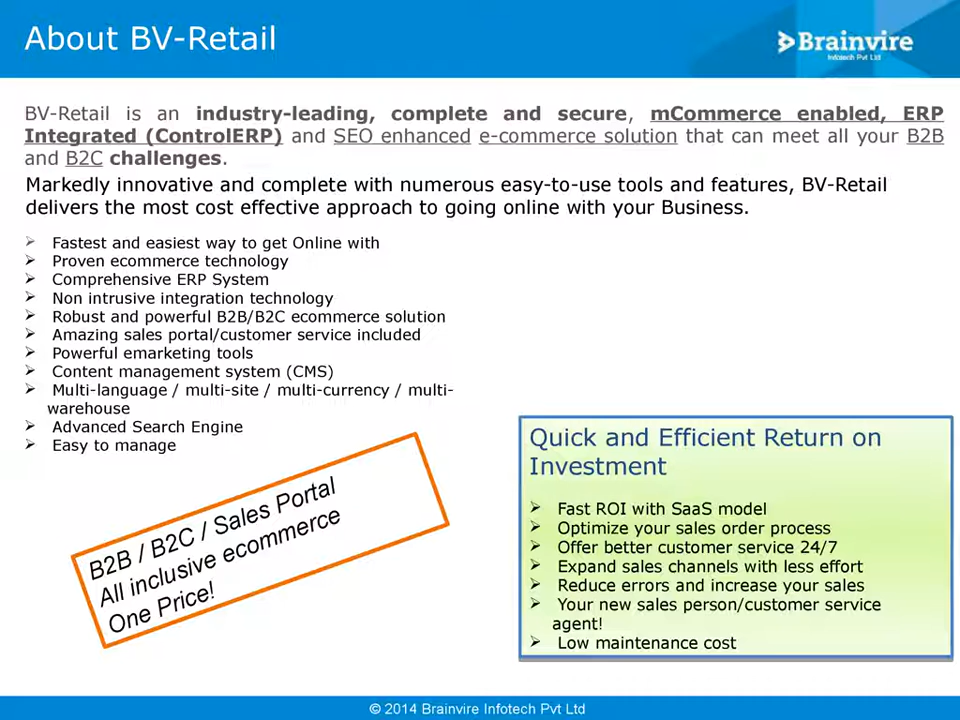 About BV-Retail
Brainvire
Infotech Pvt Ltd
BV-Retail is an industry-leading, complete and secure, mCommerce enabled, ERP
Integrated (ControlERP) and SEO enhanced e-commerce solution that can meet all your B2B
and B2C challenges.
Markedly innovative and complete with numerous easy-to-use tools and features, BV-Retail
delivers the most cost effective approach to going online with your Business.
➢ Fastest and easiest way to get Online with
➢ Proven ecommerce technology
➢ Comprehensive ERP System
➢ Non intrusive integration technology
➢ Robust and powerful B2B/B2C ecommerce solution
➢ Amazing sales portal/customer service included
➢ Powerful emarketing tools
➢ Content management system (CMS)
➢ Multi-language / multi-site / multi-currency / multi-
warehouse
➢ Advanced Search Engine
➢ Easy to manage
B2B / B2C / Sales Portal
All inclusive ecommerce
One Price!
Quick and Efficient Return on
Investment
➢ Fast ROI with SaaS model
➢ Optimize your sales order process
➢ Offer better customer service 24/7
➢ Expand sales channels with less effort
➢ Reduce errors and increase your sales
➢ Your new sales person/customer service
agent!
➢ Low maintenance cost
© 2014 Brainvire Infotech Pvt Ltd